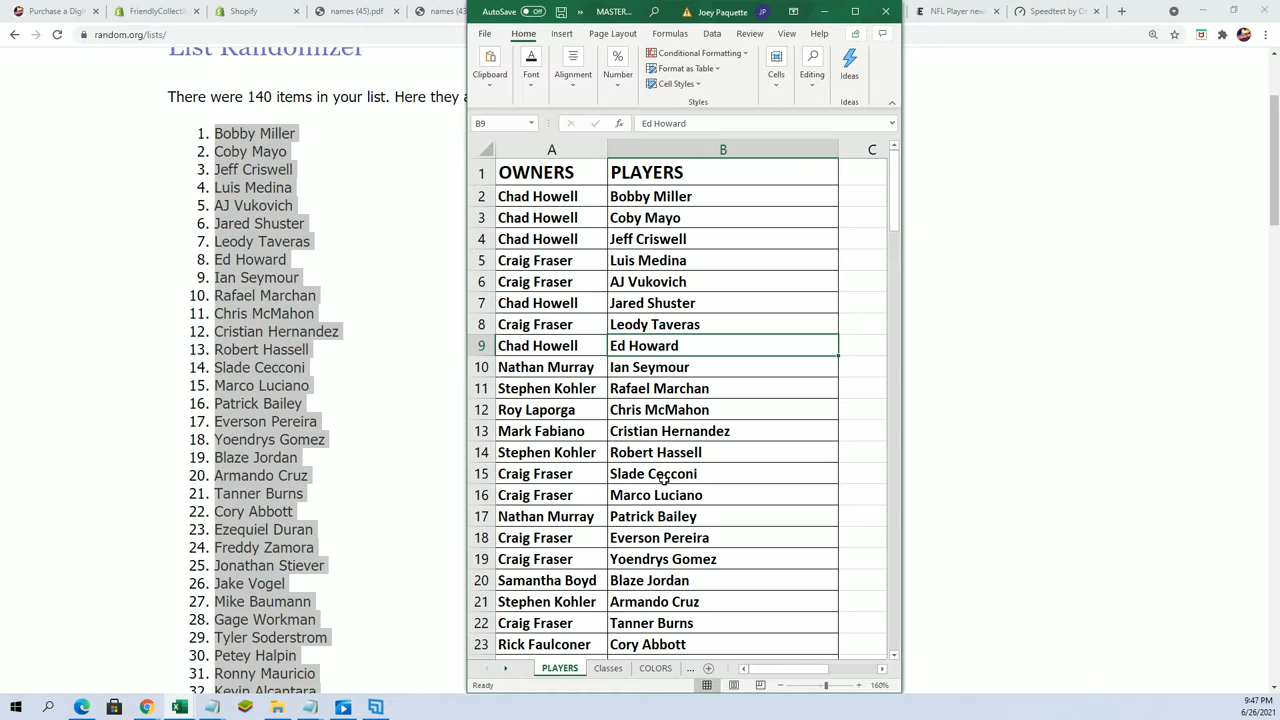 Purchase a Digi
FriendlyCollectib
Shopify
names (45).pdf
names (43
NFL Player news
Speedtest by O
random.org/lists/
List Randomizer
There were 140 items in your list. Here they a
1. Bobby Miller
2. Coby Mayo
3. Jeff Criswell
4. Luis Medina
5. AJ Vukovich
6. Jared Shuster
7. Leody Taveras
8. Ed Howard
9. Ian Seymour
10. Rafael Marchan
11. Chris McMahon
12. Cristian Hernandez
13. Robert Hassell
14. Slade Cecconi
15. Marco Luciano
16. Patrick Bailey
17. Everson Pereira
18. Yoendrys Gomez
19. Blaze Jordan
20. Armando Cruz
21. Tanner Burns
22. Cory Abbott
23. Ezequiel Duran
24. Freddy Zamora
25. Jonathan Stiever
26. Jake Vogel
27. Mike Baumann
28. Gage Workman
29. Tyler Soderstrom
30. Petey Halpin
31. Ronny Mauricio
32. Kevin Alcantara
AutoSave Off MASTER... Joey Paquette JP
File Home Insert Page Layout Formulas Data Review View Help
Clipboard Font Alignment Number Conditional Formatting Format as Table Cell Styles Cells Editing Ideas
Styles Ideas
B9 fx Ed Howard
A B C
1 OWNERS PLAYERS
2 Chad Howell Bobby Miller
3 Chad Howell Coby Mayo
4 Chad Howell Jeff Criswell
5 Craig Fraser Luis Medina
6 Craig Fraser AJ Vukovich
7 Chad Howell Jared Shuster
8 Craig Fraser Leody Taveras
9 Chad Howell Ed Howard
10 Nathan Murray Ian Seymour
11 Stephen Kohler Rafael Marchan
12 Roy Laporga Chris McMahon
13 Mark Fabiano Cristian Hernandez
14 Stephen Kohler Robert Hassell
15 Craig Fraser Slade Cecconi
16 Craig Fraser Marco Luciano
17 Nathan Murray Patrick Bailey
18 Craig Fraser Everson Pereira
19 Craig Fraser Yoendrys Gomez
20 Samantha Boyd Blaze Jordan
21 Stephen Kohler Armando Cruz
22 Craig Fraser Tanner Burns
23 Rick Faulconer Cory Abbott
PLAYERS Classes COLORS ...
Ready 160%
9:47 PM
6/26/2021